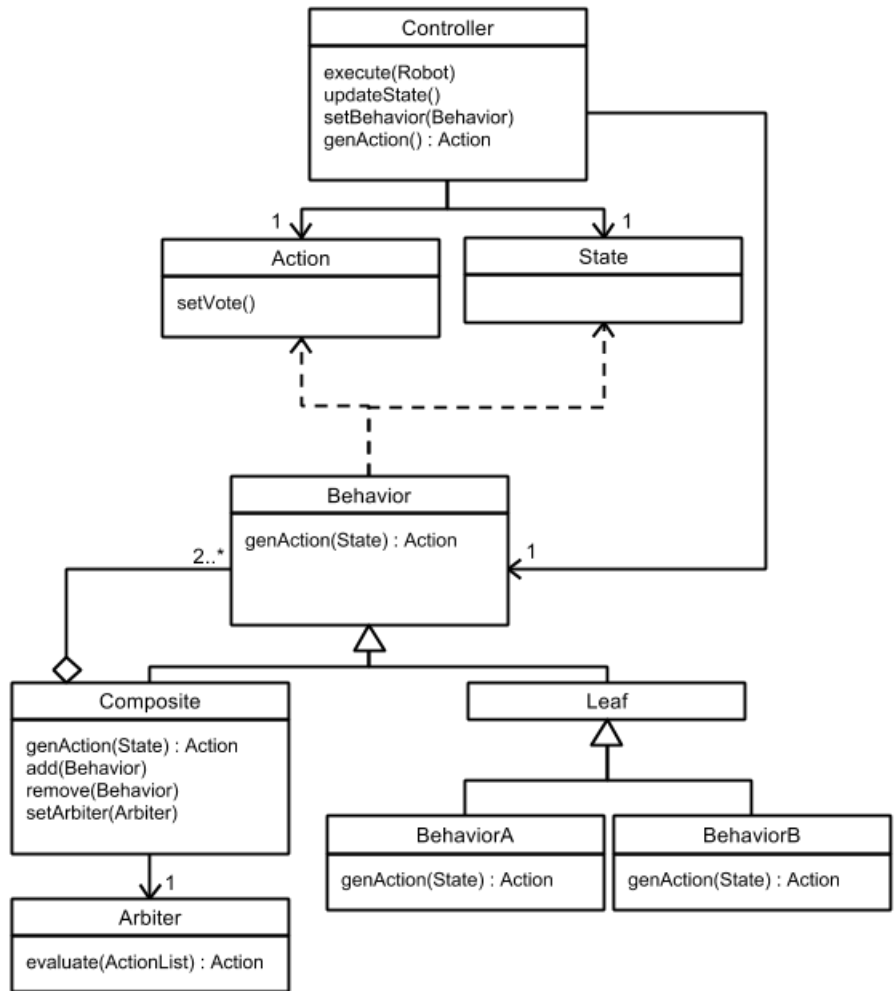 Controller
execute(Robot)
updateState()
setBehavior(Behavior)
genAction() : Action
1
1
Action
State
setVote()
Behavior
genAction(State) : Action
2..*
1
Composite
Leaf
genAction(State) : Action
add(Behavior)
remove(Behavior)
setArbiter(Arbiter)
BehaviorA
BehaviorB
genAction(State) : Action
genAction(State) : Action
1
Arbiter
evaluate(ActionList) : Action